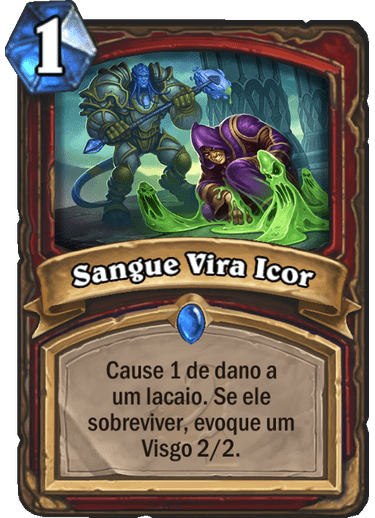 1
Sangue Vira Icor
Cause 1 de dano a
um lacaio. Se ele
sobreviver, evoque um
Visgo 2/2.